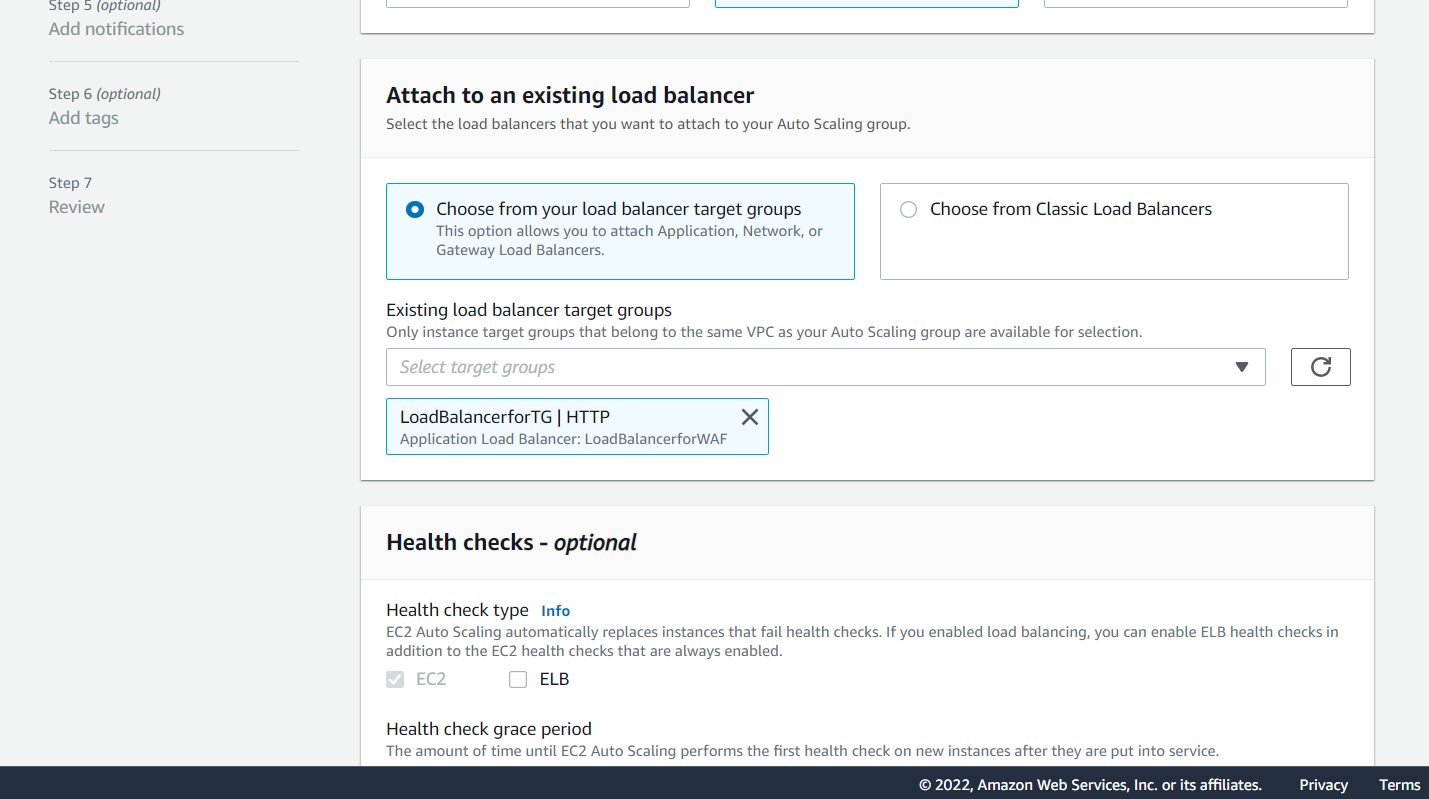 Step 5 (optional)
Add notifications
Step 6 (optional)
Add tags
Step 7
Review
Attach to an existing load balancer
Select the load balancers that you want to attach to your Auto Scaling group.
Choose from your load balancer target groups
This option allows you to attach Application, Network, or
Gateway Load Balancers.
Choose from Classic Load Balancers
Existing load balancer target groups
Only instance target groups that belong to the same VPC as your Auto Scaling group are available for selection.
Select target groups
LoadBalancerforTG | HTTP
Application Load Balancer: LoadBalancerforWAF
Health checks - optional
Health check type Info
EC2 Auto Scaling automatically replaces instances that fail health checks. If you enabled load balancing, you can enable ELB health checks in
addition to the EC2 health checks that are always enabled.
EC2 ELB
Health check grace period
The amount of time until EC2 Auto Scaling performs the first health check on new instances after they are put into service.
© 2022, Amazon Web Services, Inc. or its affiliates. Privacy Terms